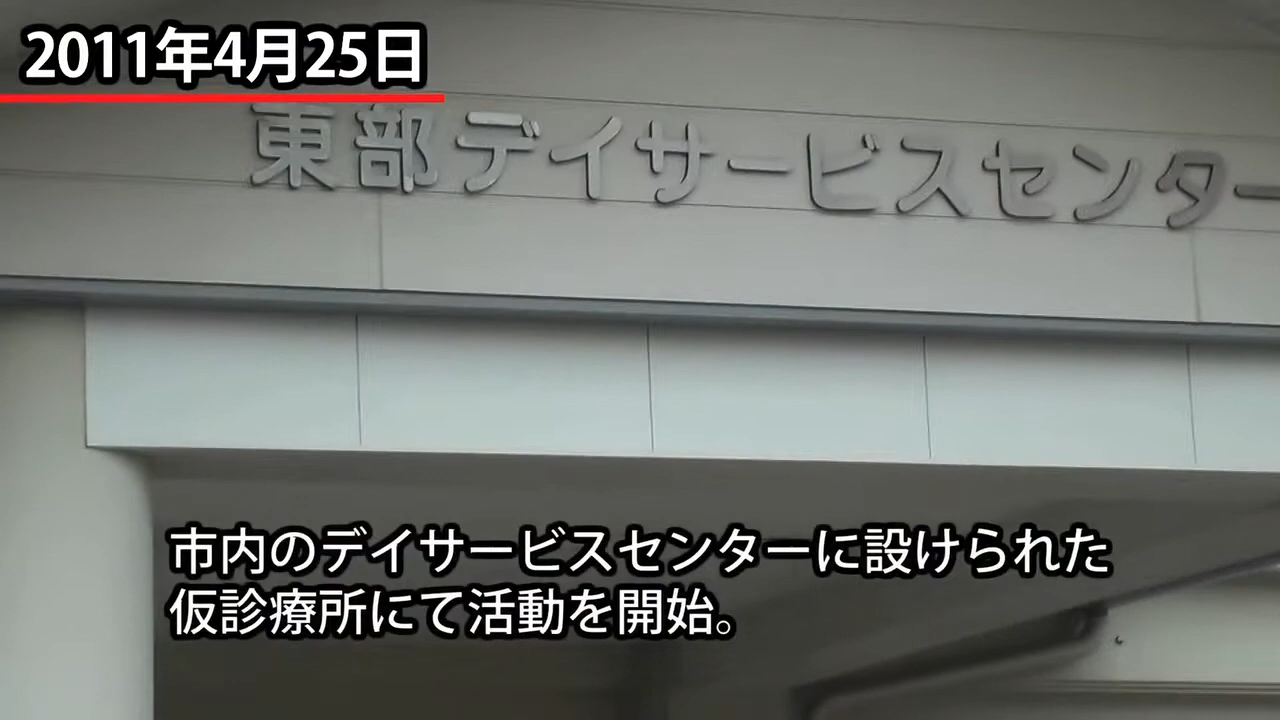 2011年4月25日
東部デイサービスセンター
市内のデイサービスセンターに設けられた
仮診療所にて活動を開始。